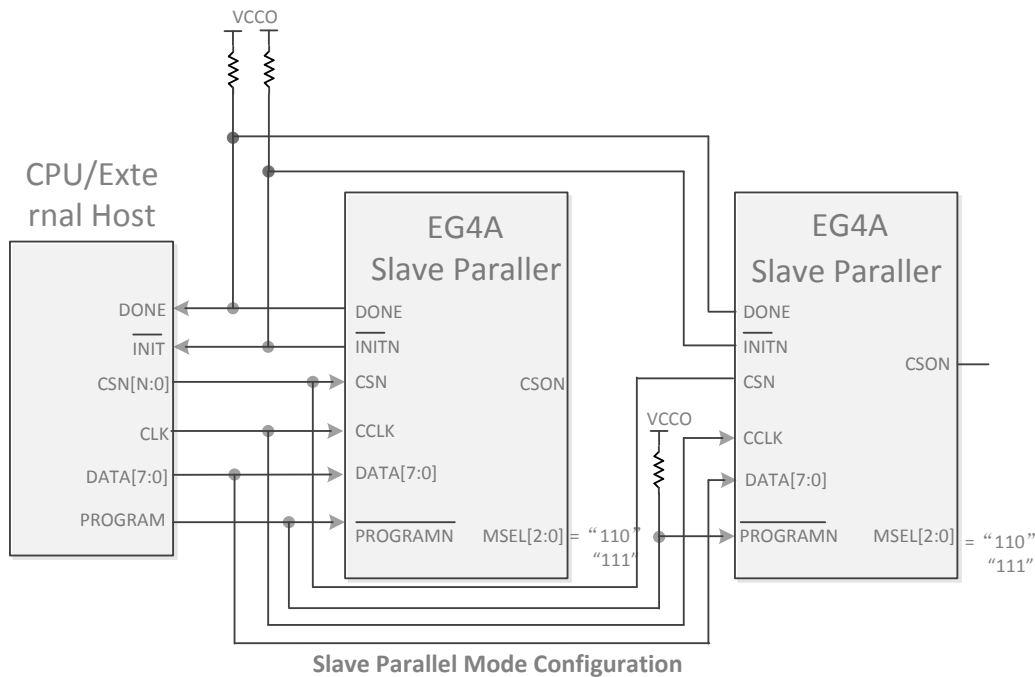 VCCO
CPU/Exte
rnal Host
DONE
INIT
CSN[N:0]
CLK
DATA[7:0]
PROGRAM
EG4A
Slave Paraller
DONE
INITN
CSN
CSON
CCLK
DATA[7:0]
PROGRAMN
MSEL[2:0] = “110”
“111”
VCCO
EG4A
Slave Paraller
DONE
INITN
CSN
CSON
CCLK
DATA[7:0]
PROGRAMN
MSEL[2:0] = “110”
“111”
Slave Parallel Mode Configuration